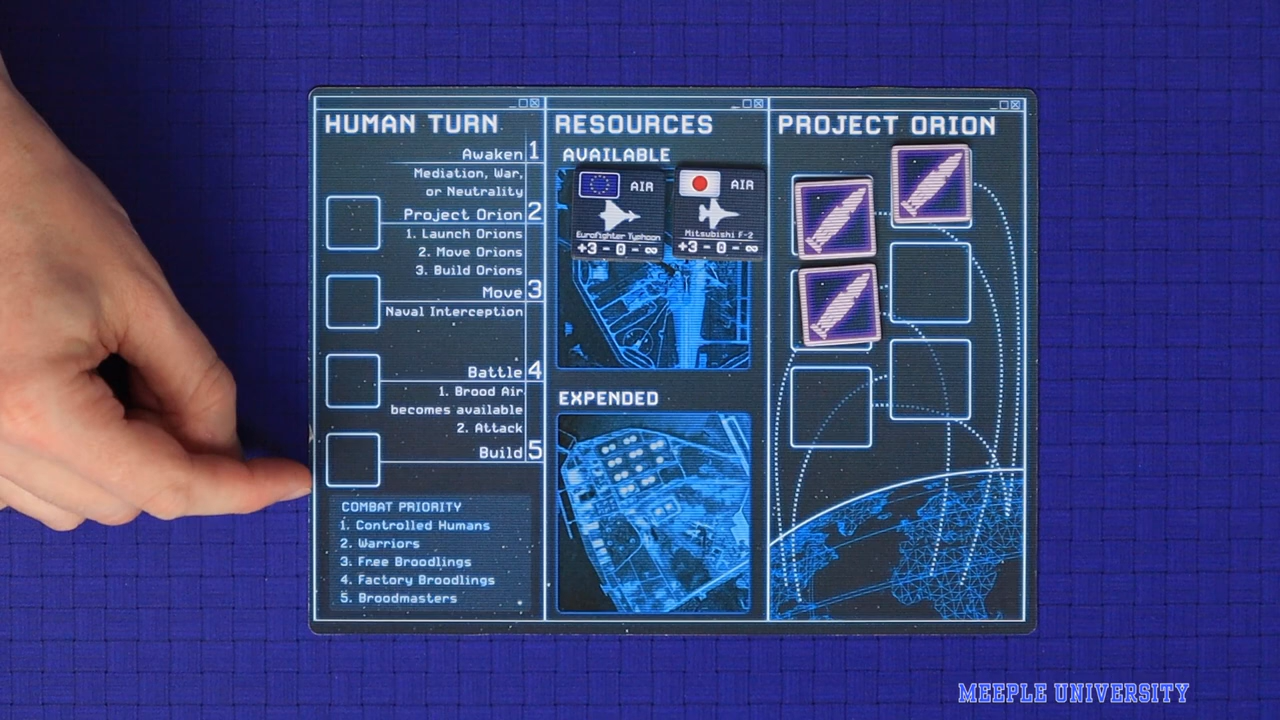 HUMAN TURN
Awaken 1
Mediation, War,
or Neutrality
Project Orion 2
1. Launch Orions
2. Move Orions
3. Build Orions
Move 3
Naval Interception
Battle 4
1. Brood Air
becomes available
2. Attack
Build 5
COMBAT PRIORITY
1. Controlled Humans
2. Warriors
3. Free Broodlings
4. Factory Broodlings
5. Broodmasters
RESOURCES
AVAILABLE
AIR
Eurofighter Typhoon
+3 - 0 - ∞
AIR
Mitsubishi F-2
+3 - 0 - ∞
EXPENDED
PROJECT ORION
MEEPLE UNIVERSITY